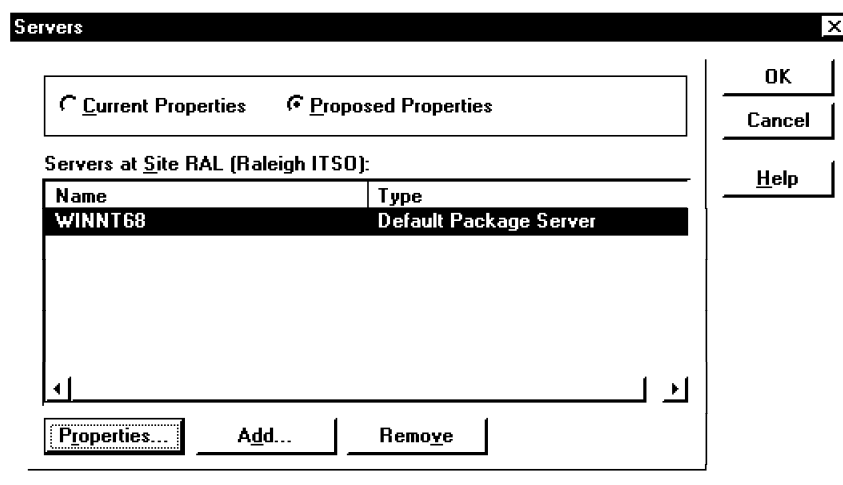 Servers
Current Properties Proposed Properties
OK
Cancel
Help
Servers at Site RAL (Raleigh ITSO):
Name Type
WINNT68 Default Package Server
Properties... Add... Remove